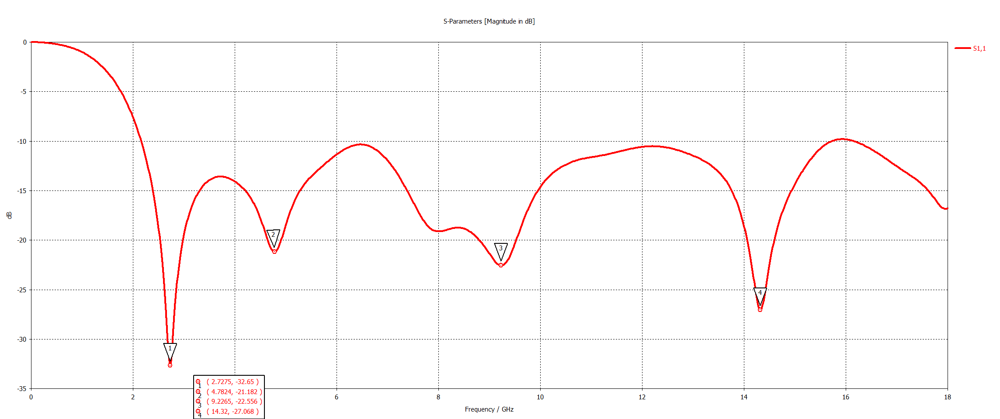 S-Parameters [Magnitude in dB]
S1,1
0
-5
-10
-15
-20
-25
-30
-35
dB
2
3
4
1
0 2 6 8 10 12 14 16 18
Frequency / GHz
1 ( 2.7275, -32.65 )
2 ( 4.7824, -21.182 )
3 ( 9.2265, -22.556 )
4 ( 14.32, -27.068 )